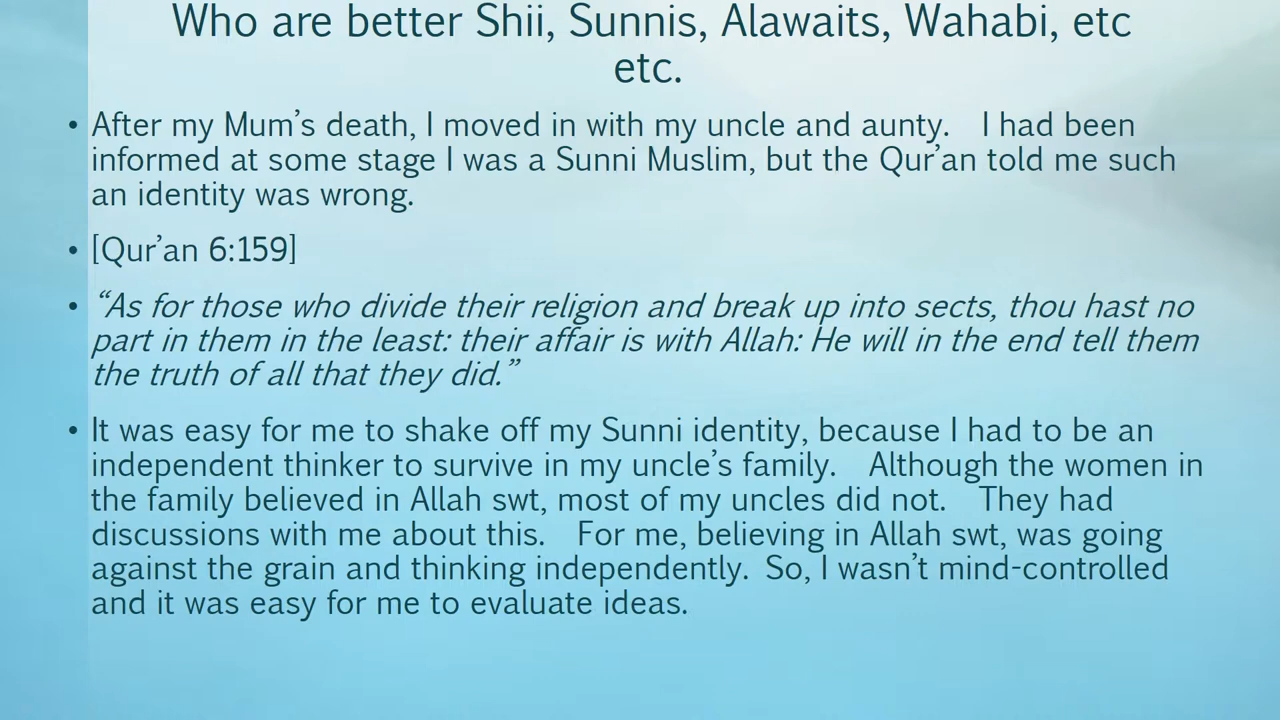 Who are better Shii, Sunnis, Alawaits, Wahabi, etc
etc.
• After my Mum’s death, I moved in with my uncle and aunty. I had been
informed at some stage I was a Sunni Muslim, but the Qur’an told me such
an identity was wrong.
• [Qur’an 6:159]
• “As for those who divide their religion and break up into sects, thou hast no
part in them in the least: their affair is with Allah: He will in the end tell them
the truth of all that they did.”
• It was easy for me to shake off my Sunni identity, because I had to be an
independent thinker to survive in my uncle’s family. Although the women in
the family believed in Allah swt, most of my uncles did not. They had
discussions with me about this. For me, believing in Allah swt, was going
against the grain and thinking independently. So, I wasn’t mind-controlled
and it was easy for me to evaluate ideas.